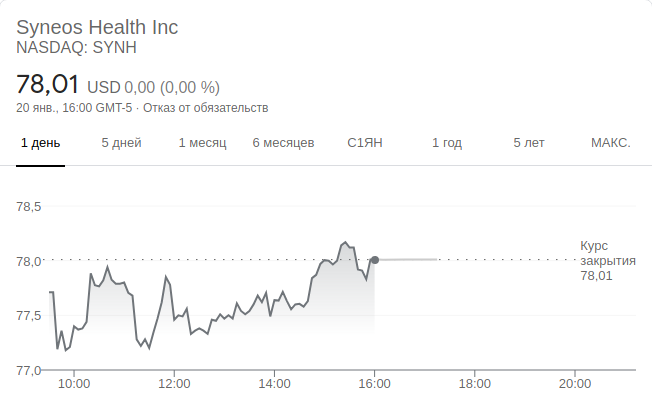 Syneos Health Inc
NASDAQ: SYNH
78,01 USD 0,00 (0,00 %)
20 янв., 16:00 GMT-5 · Отказ от обязательств
1 день 5 дней 1 месяц 6 месяцев С1ЯН 1 год 5 лет МАКС.
78,5
78,0
77,5
77,0
Курс
закрытия
78,01
10:00 12:00 14:00 16:00 18:00 20:00